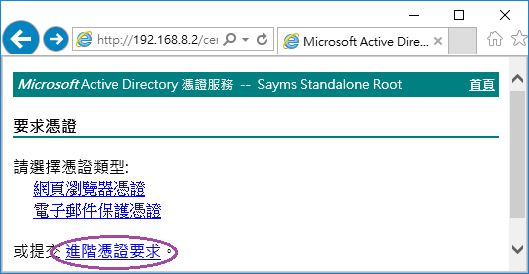 http://192.168.8.2/cer
Microsoft Active Dire...
Microsoft Active Directory 憑證服務 -- Sayms Standalone Root 首頁
要求憑證
請選擇憑證類型:
網頁瀏覽器憑證
電子郵件保護憑證
或提交 進階憑證要求。